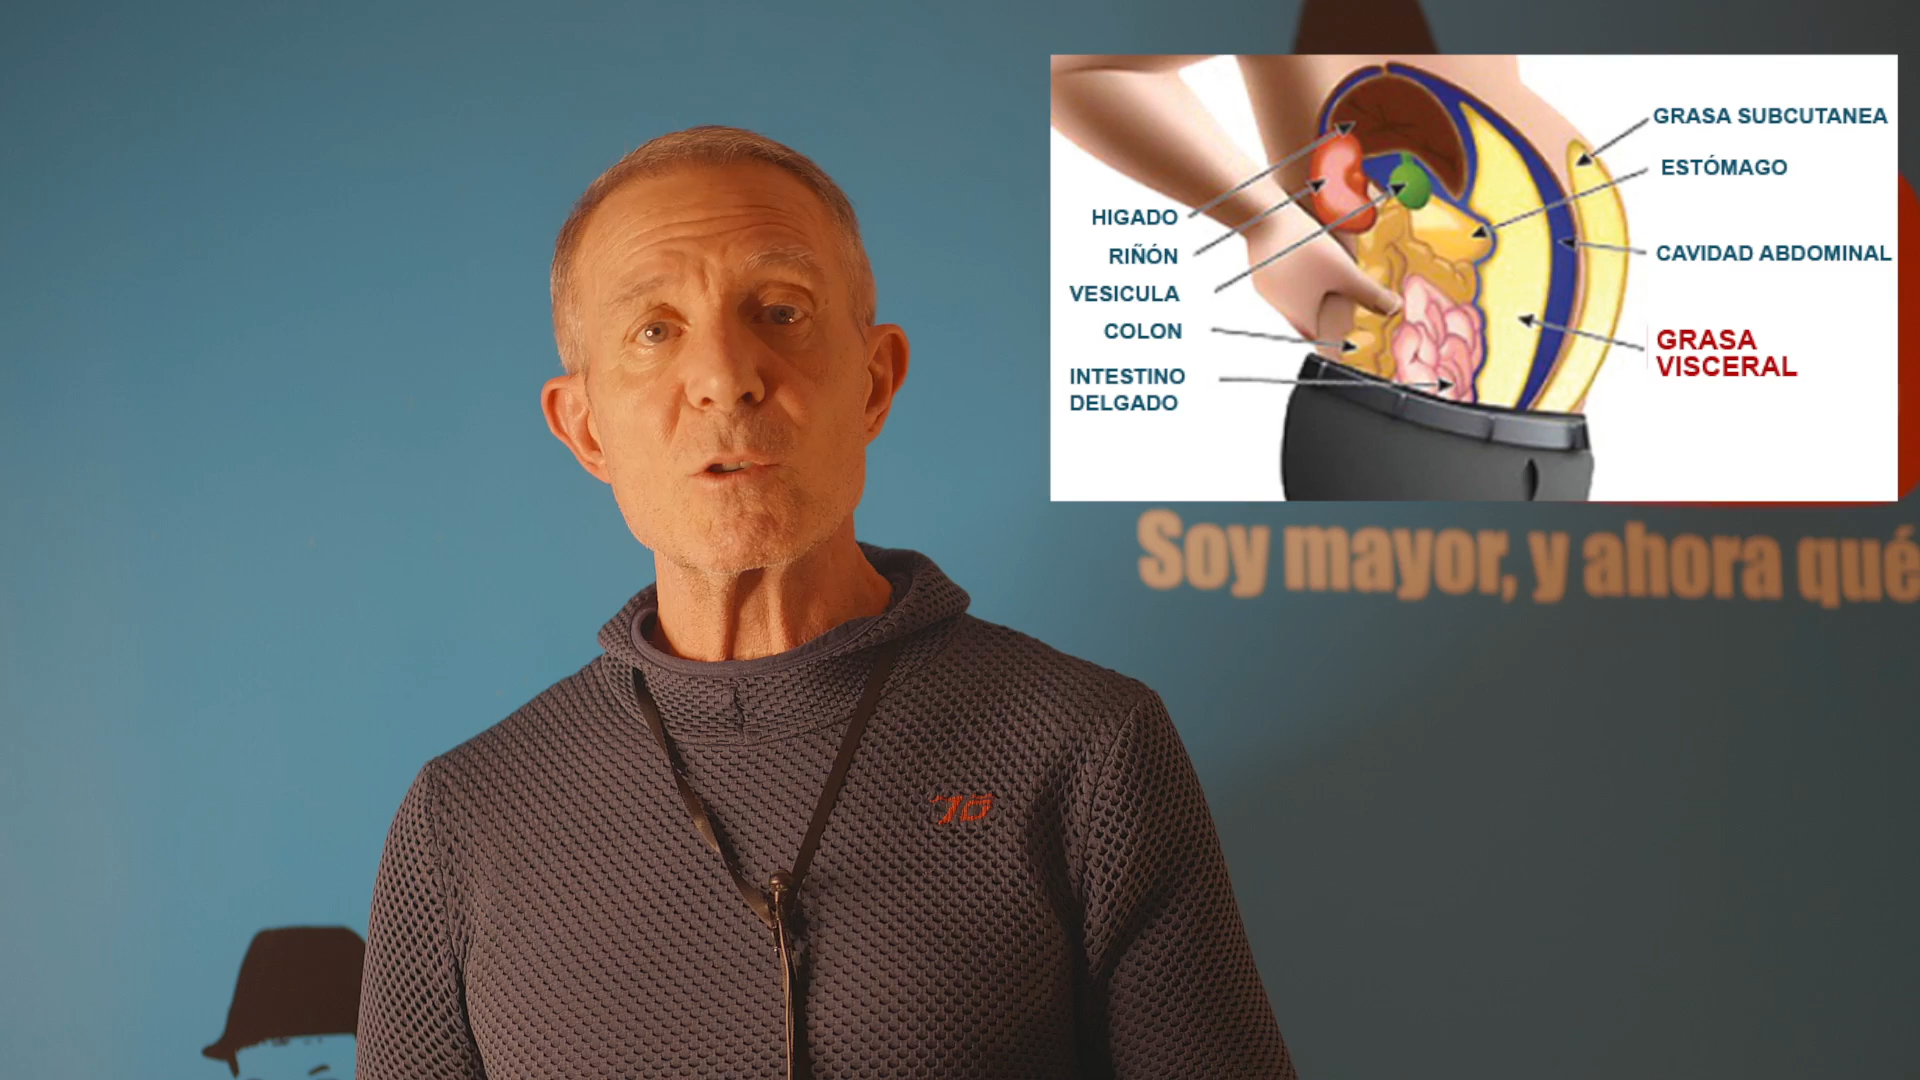 GRASA SUBCUTANEA
ESTÓMAGO
HIGADO
RIÑÓN
CAVIDAD ABDOMINAL
VESICULA
COLON
GRASA
VISCERAL
INTESTINO
DELGADO
Soy mayor, y ahora qué